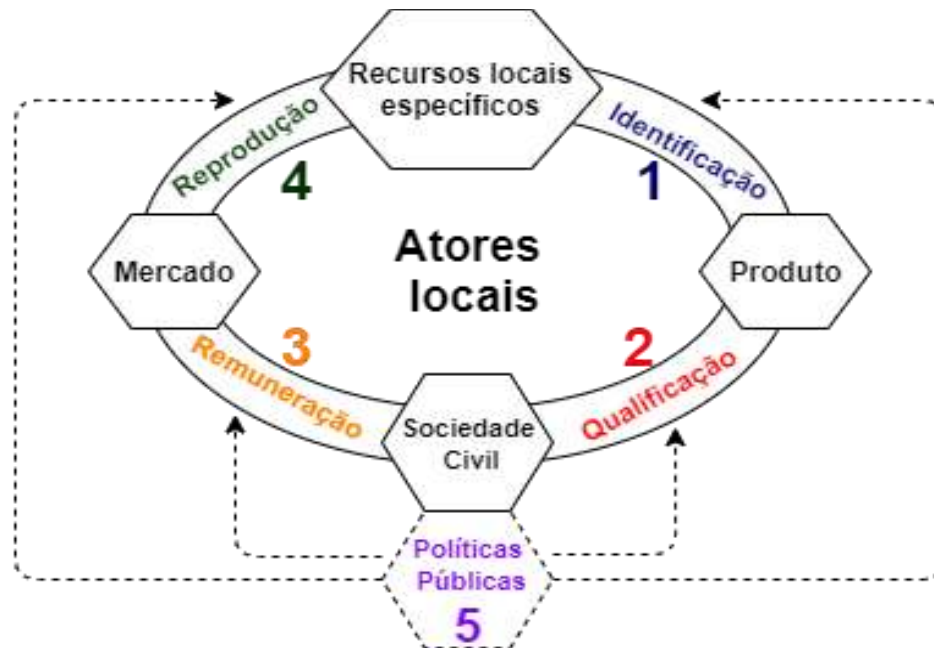 Recursos locais
específicos
Reprodução
4
Identificação
1
Atores
locais
Mercado
Produto
3
Remuneração
2
Qualificação
Sociedade
Civil
Políticas
Públicas
5